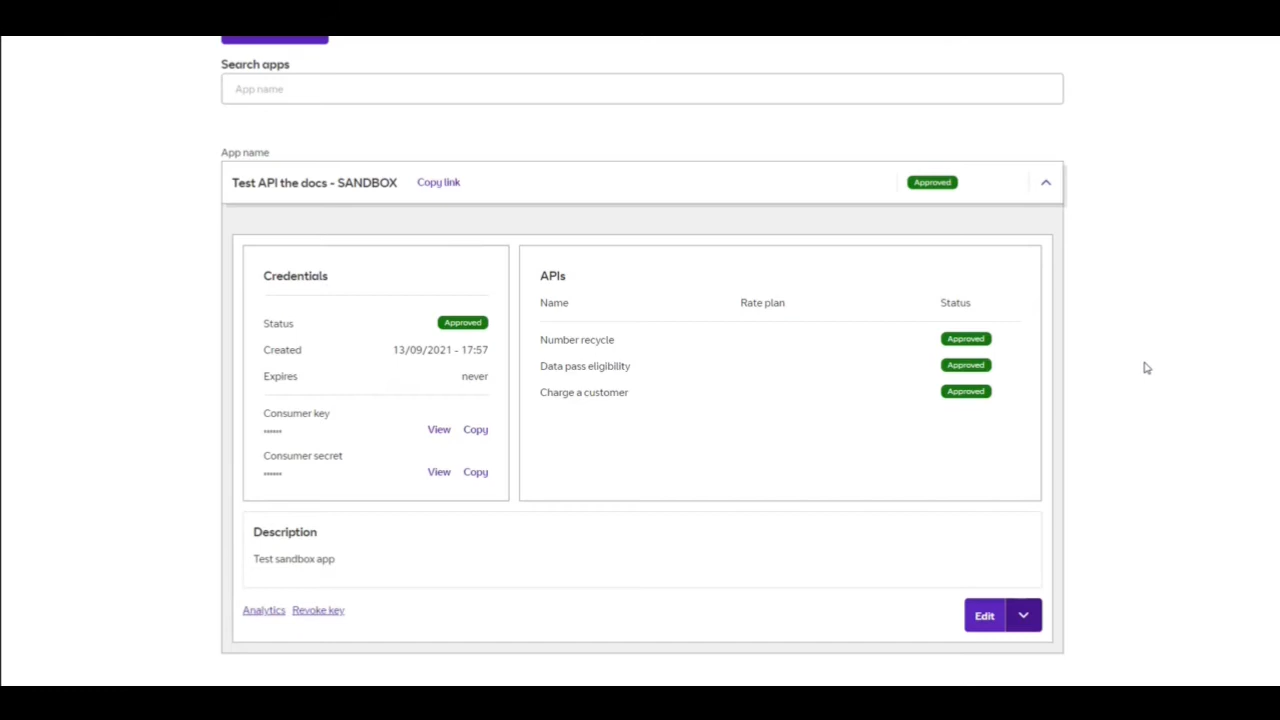 Search apps
App name
App name
Test API the docs - SANDBOX Copy link Approved
Credentials
Status Approved
Created 13/09/2021 - 17:57
Expires never
Consumer key
•••••• View Copy
Consumer secret
•••••• View Copy
APIs
Name Rate plan Status
Number recycle Approved
Data pass eligibility Approved
Charge a customer Approved
Description
Test sandbox app
Analytics Revoke key Edit